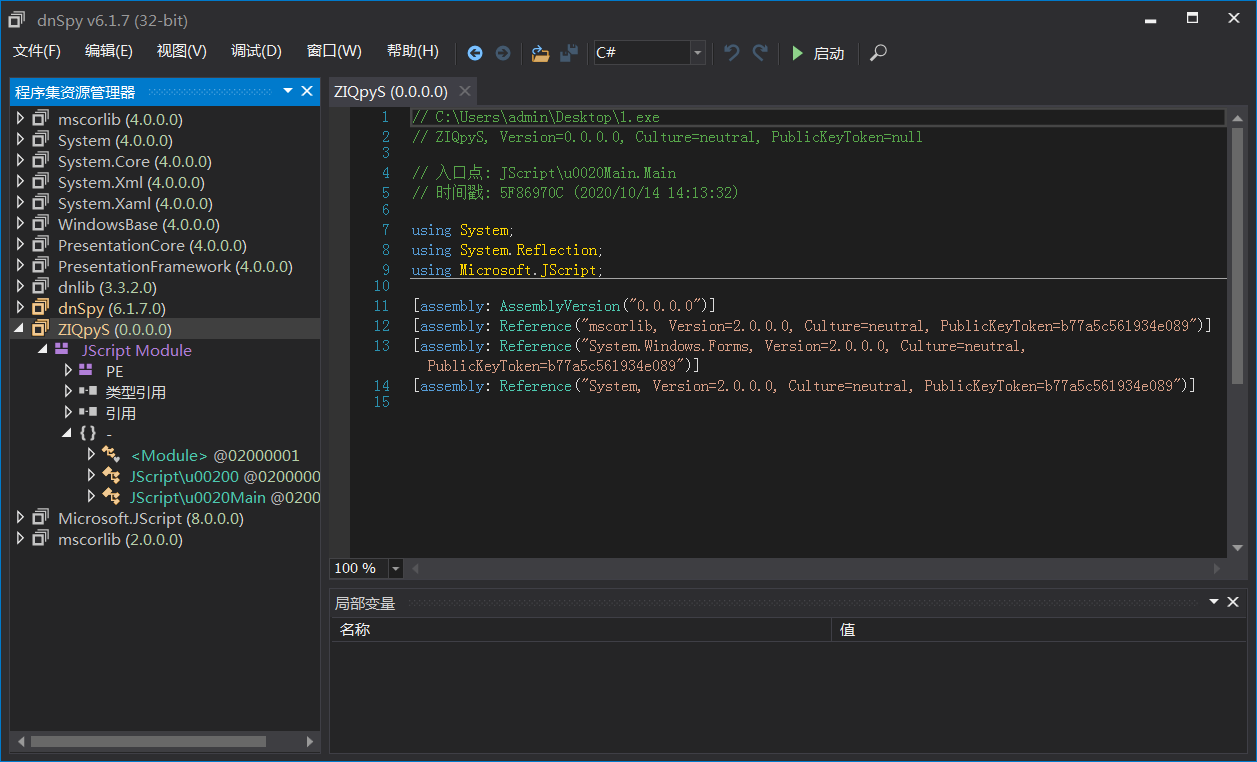 dnSpy v6.1.7 (32-bit)
文件(F) 编辑(E) 视图(V) 调试(D) 窗口(W) 帮助(H) C# 启动
程序集资源管理器
mscorlib (4.0.0.0)
System (4.0.0.0)
System.Core (4.0.0.0)
System.Xml (4.0.0.0)
System.Xaml (4.0.0.0)
WindowsBase (4.0.0.0)
PresentationCore (4.0.0.0)
PresentationFramework (4.0.0.0)
dnlib (3.3.2.0)
dnSpy (6.1.7.0)
ZIQpyS (0.0.0.0)
JScript Module
PE
类型引用
引用
{ } -
<Module> @02000001
JScript\u00200 @0200000
JScript\u0020Main @0200
Microsoft.JScript (8.0.0.0)
mscorlib (2.0.0.0)
ZIQpyS (0.0.0.0)
1 // C:\Users\admin\Desktop\1.exe
2 // ZIQpyS, Version=0.0.0.0, Culture=neutral, PublicKeyToken=null
3
4 // 入口点: JScript\u0020Main.Main
5 // 时间戳: 5F86970C (2020/10/14 14:13:32)
6
7 using System;
8 using System.Reflection;
9 using Microsoft.JScript;
10
11 [assembly: AssemblyVersion("0.0.0.0")]
12 [assembly: Reference("mscorlib, Version=2.0.0.0, Culture=neutral, PublicKeyToken=b77a5c561934e089")]
13 [assembly: Reference("System.Windows.Forms, Version=2.0.0.0, Culture=neutral,
PublicKeyToken=b77a5c561934e089")]
14 [assembly: Reference("System, Version=2.0.0.0, Culture=neutral, PublicKeyToken=b77a5c561934e089")]
15
100 %
局部变量
名称 值